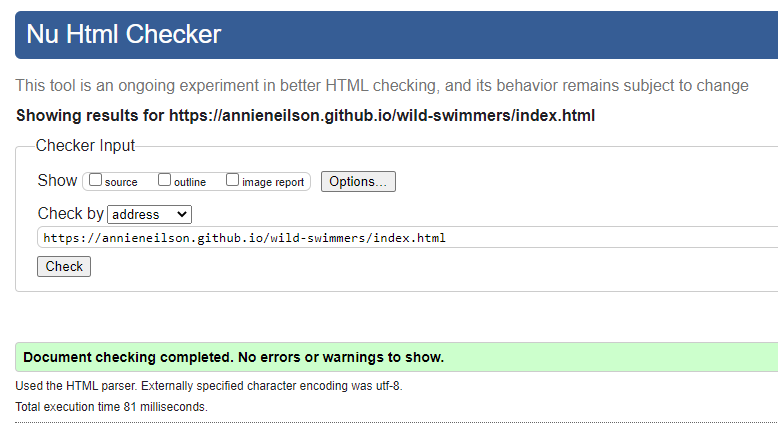 Nu Html Checker
This tool is an ongoing experiment in better HTML checking, and its behavior remains subject to change
Showing results for https://annieneilson.github.io/wild-swimmers/index.html
Checker Input
Show source outline image report Options...
Check by address
https://annieneilson.github.io/wild-swimmers/index.html
Check
Document checking completed. No errors or warnings to show.
Used the HTML parser. Externally specified character encoding was utf-8.
Total execution time 81 milliseconds.